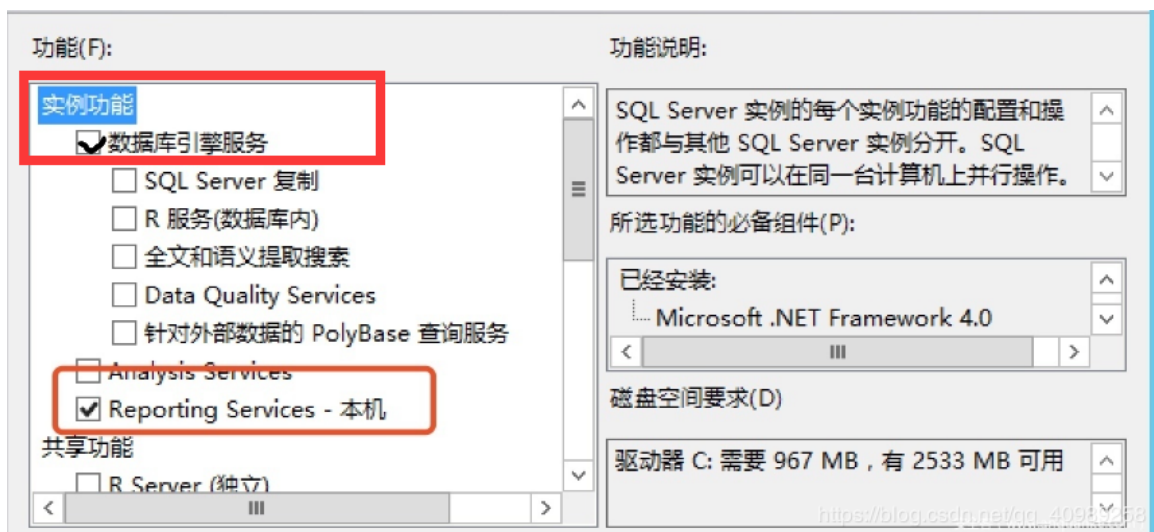 功能(F):
实例功能
数据库引擎服务
SQL Server 复制
R 服务(数据库内)
全文和语义提取搜索
Data Quality Services
针对外部数据的 PolyBase 查询服务
Analysis Services
Reporting Services - 本机
共享功能
R Server (独立)
功能说明:
SQL Server 实例的每个实例功能的配置和操
作都与其他 SQL Server 实例分开。SQL
Server 实例可以在同一台计算机上并行操作。
所选功能的必备组件(P):
已经安装:
Microsoft .NET Framework 4.0
磁盘空间要求(D)
驱动器 C: 需要 967 MB，有 2533 MB 可用